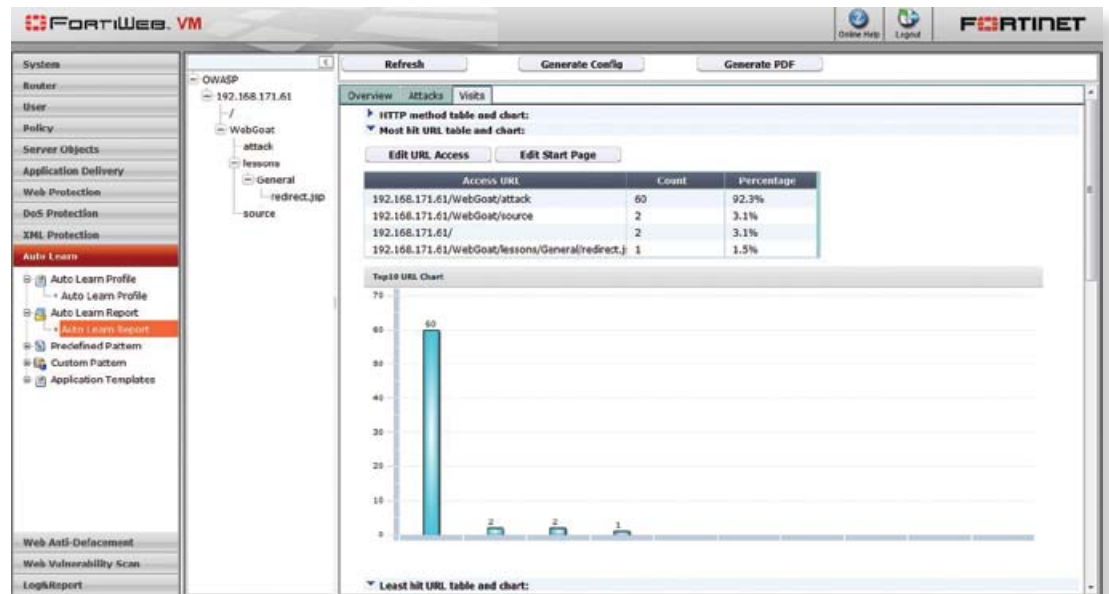 FORTIWEB. VM
Online Help
Logout
FORTINET
System
Router
User
Policy
Server Objects
Application Delivery
Web Protection
DoS Protection
XML Protection
Auto Learn
Auto Learn Profile
Auto Learn Profile
Auto Learn Report
Auto Learn Report
Predefined Pattern
Custom Pattern
Application Templates
Web Anti-Defacement
Web Vulnerability Scan
Log&Report
OWASP
192.168.171.61
/
WebGoat
attack
lessons
General
redirect.jsp
source
Refresh
Generate Config
Generate PDF
Overview Attacks Visits
HTTP method table and chart:
Most hit URL table and chart:
Edit URL Access
Edit Start Page
Access URL Count Percentage
192.168.171.61/WebGoat/attack 60 92.3%
192.168.171.61/WebGoat/source 2 3.1%
192.168.171.61/ 2 3.1%
192.168.171.61/WebGoat/lessons/General/redirect.j 1 1.5%
Top10 URL Chart
70
60
50
40
30
20
10
0
60
2
2
1
Least hit URL table and chart: